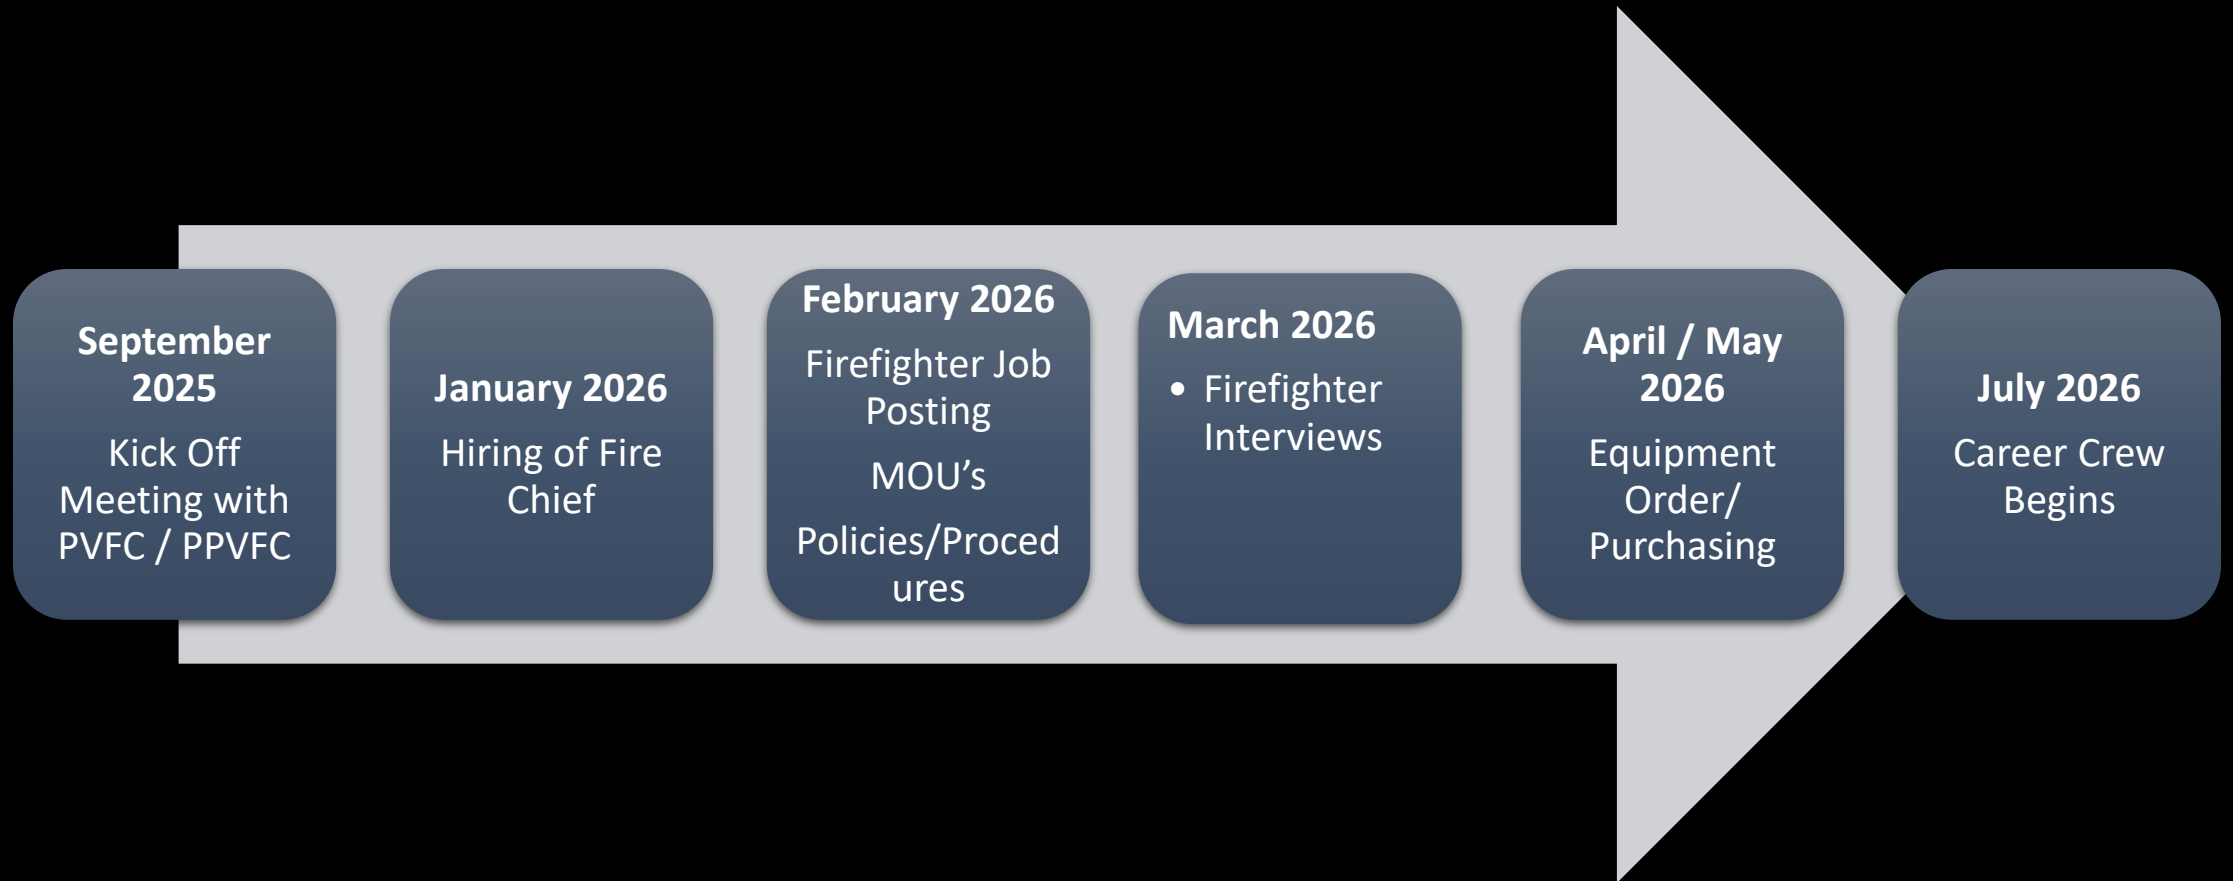 September
2025
Kick Off
Meeting with
PVFC / PPVFC
January 2026
Hiring of Fire
Chief
February 2026
Firefighter Job
Posting
MOU’s
Policies/Proced
ures
March 2026
• Firefighter
Interviews
April / May
2026
Equipment
Order/
Purchasing
July 2026
Career Crew
Begins